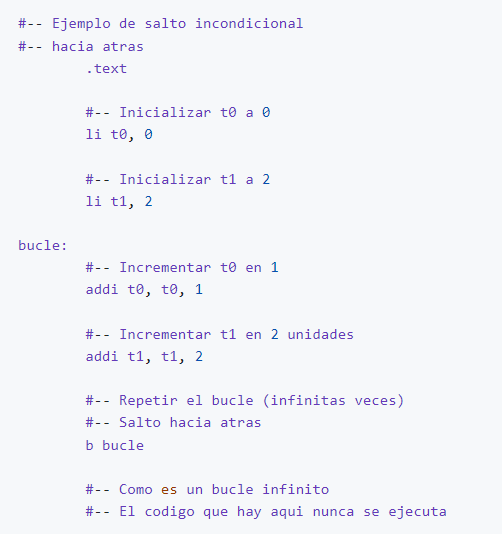 #-- Ejemplo de salto incondicional
#-- hacia atras
.text
#-- Inicializar t0 a 0
li t0, 0
#-- Inicializar t1 a 2
li t1, 2
bucle:
#-- Incrementar t0 en 1
addi t0, t0, 1
#-- Incrementar t1 en 2 unidades
addi t1, t1, 2
#-- Repetir el bucle (infinitas veces)
#-- Salto hacia atras
b bucle
#-- Como es un bucle infinito
#-- El codigo que hay aqui nunca se ejecuta